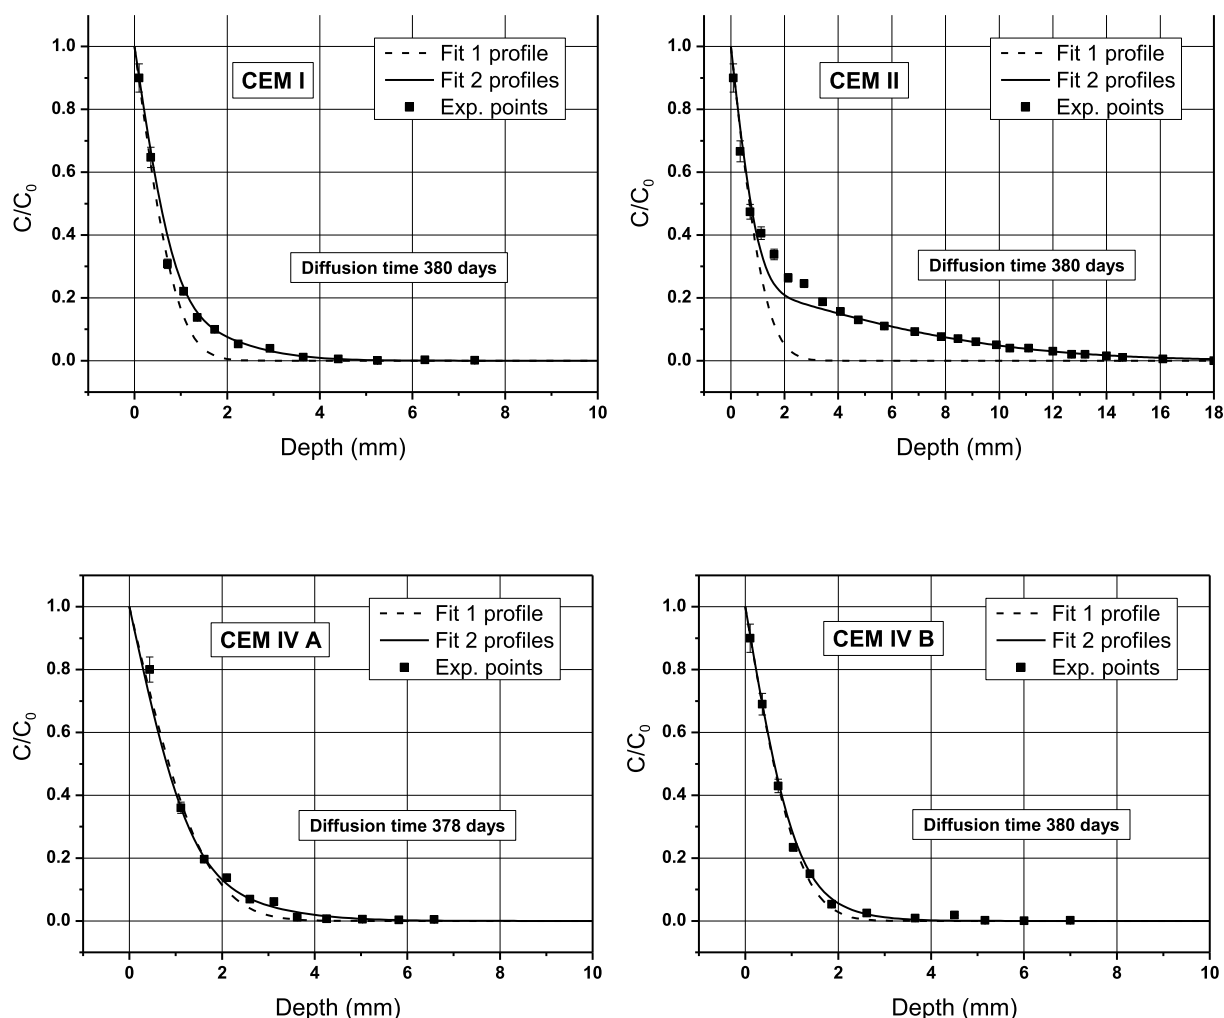 1.0
0.8
0.6
0.4
0.2
0.0
C/C0
CEM I
Fit 1 profile
Fit 2 profiles
Exp. points
Diffusion time 380 days
0 2 4 6 8 10
Depth (mm)
1.0
0.8
0.6
0.4
0.2
0.0
C/C0
CEM II
Fit 1 profile
Fit 2 profiles
Exp. points
Diffusion time 380 days
0 2 4 6 8 10 12 14 16 18
Depth (mm)
1.0
0.8
0.6
0.4
0.2
0.0
C/C0
CEM IV A
Fit 1 profile
Fit 2 profiles
Exp. points
Diffusion time 378 days
0 2 4 6 8 10
Depth (mm)
1.0
0.8
0.6
0.4
0.2
0.0
C/C0
CEM IV B
Fit 1 profile
Fit 2 profiles
Exp. points
Diffusion time 380 days
0 2 4 6 8 10
Depth (mm)